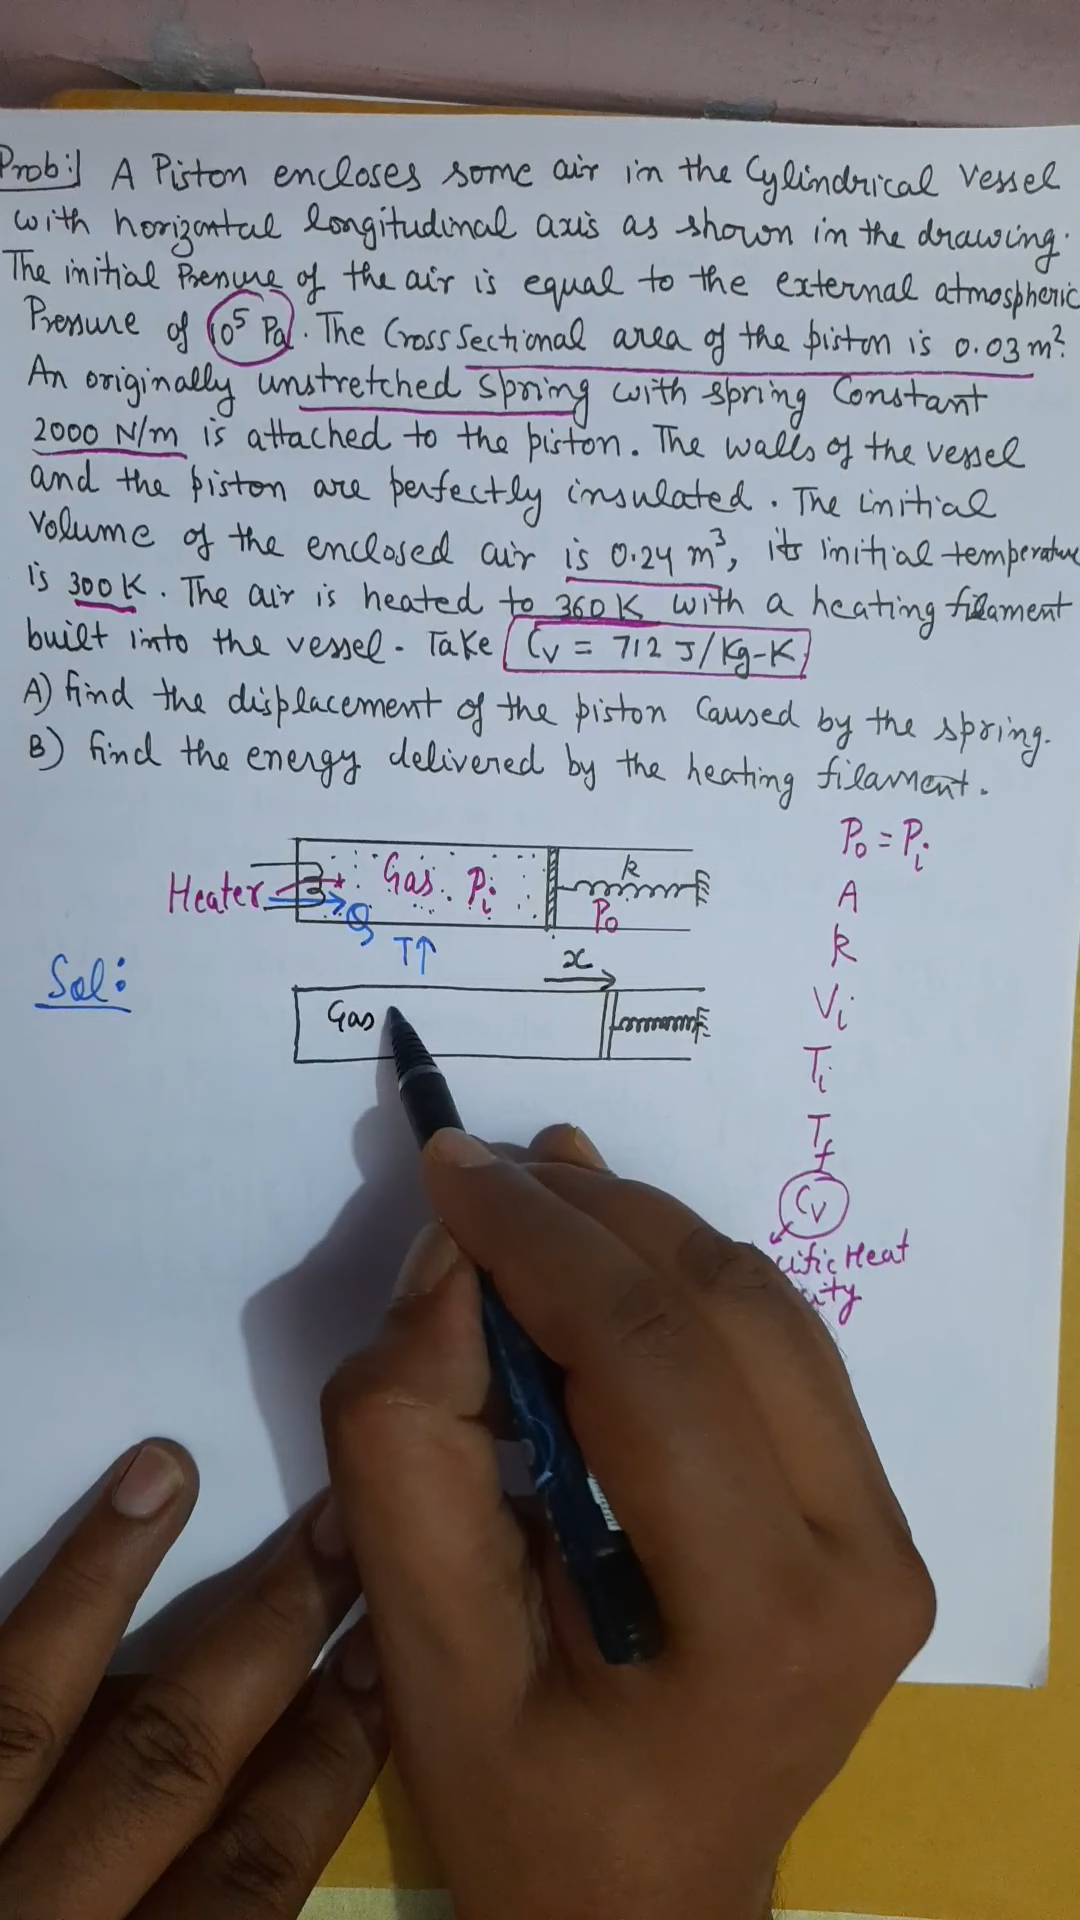 Prob:] A Piston encloses some air in the Cylindrical vessel
with horizontal longitudinal axis as shown in the drawing.
The initial Pressure of the air is equal to the external atmospheric
Pressure of 10⁵ Pa. The Cross Sectional area of the piston is 0.03 m².
An originally unstretched spring with spring Constant
2000 N/m is attached to the piston. The walls of the vessel
and the piston are perfectly insulated. The initial
Volume of the enclosed air is 0.24 m³, its initial temperature
is 300 K. The air is heated to 360 K with a heating filament
built into the vessel. Take Cv = 712 J/Kg-K
A) find the displacement of the piston Caused by the spring.
B) find the energy delivered by the heating filament.
P₀ = Pᵢ
Heater Gas Pᵢ k
P₀
A
Q
T↑
x
k
Sol:
Gas
Vᵢ
Tᵢ
T_f
Cv
Heat